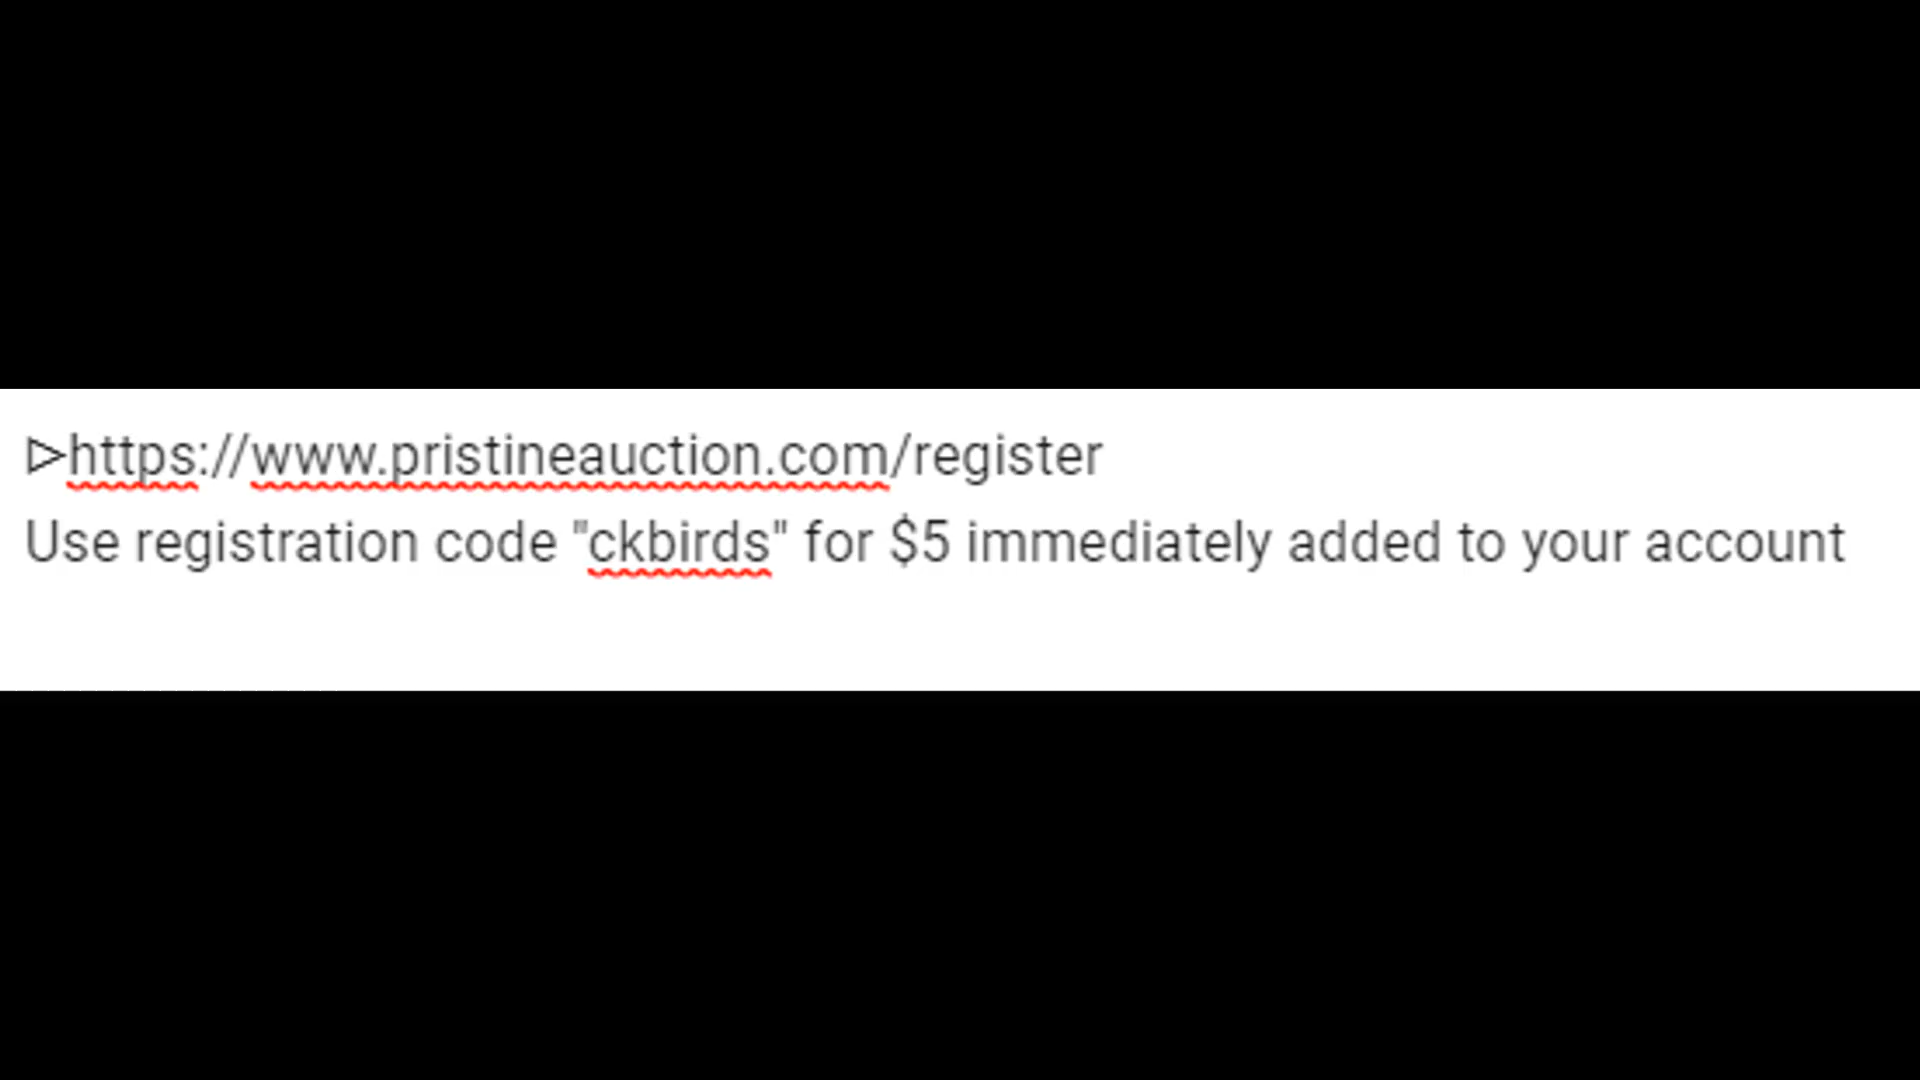 ▷https://www.pristineauction.com/register
Use registration code "ckbirds" for $5 immediately added to your account